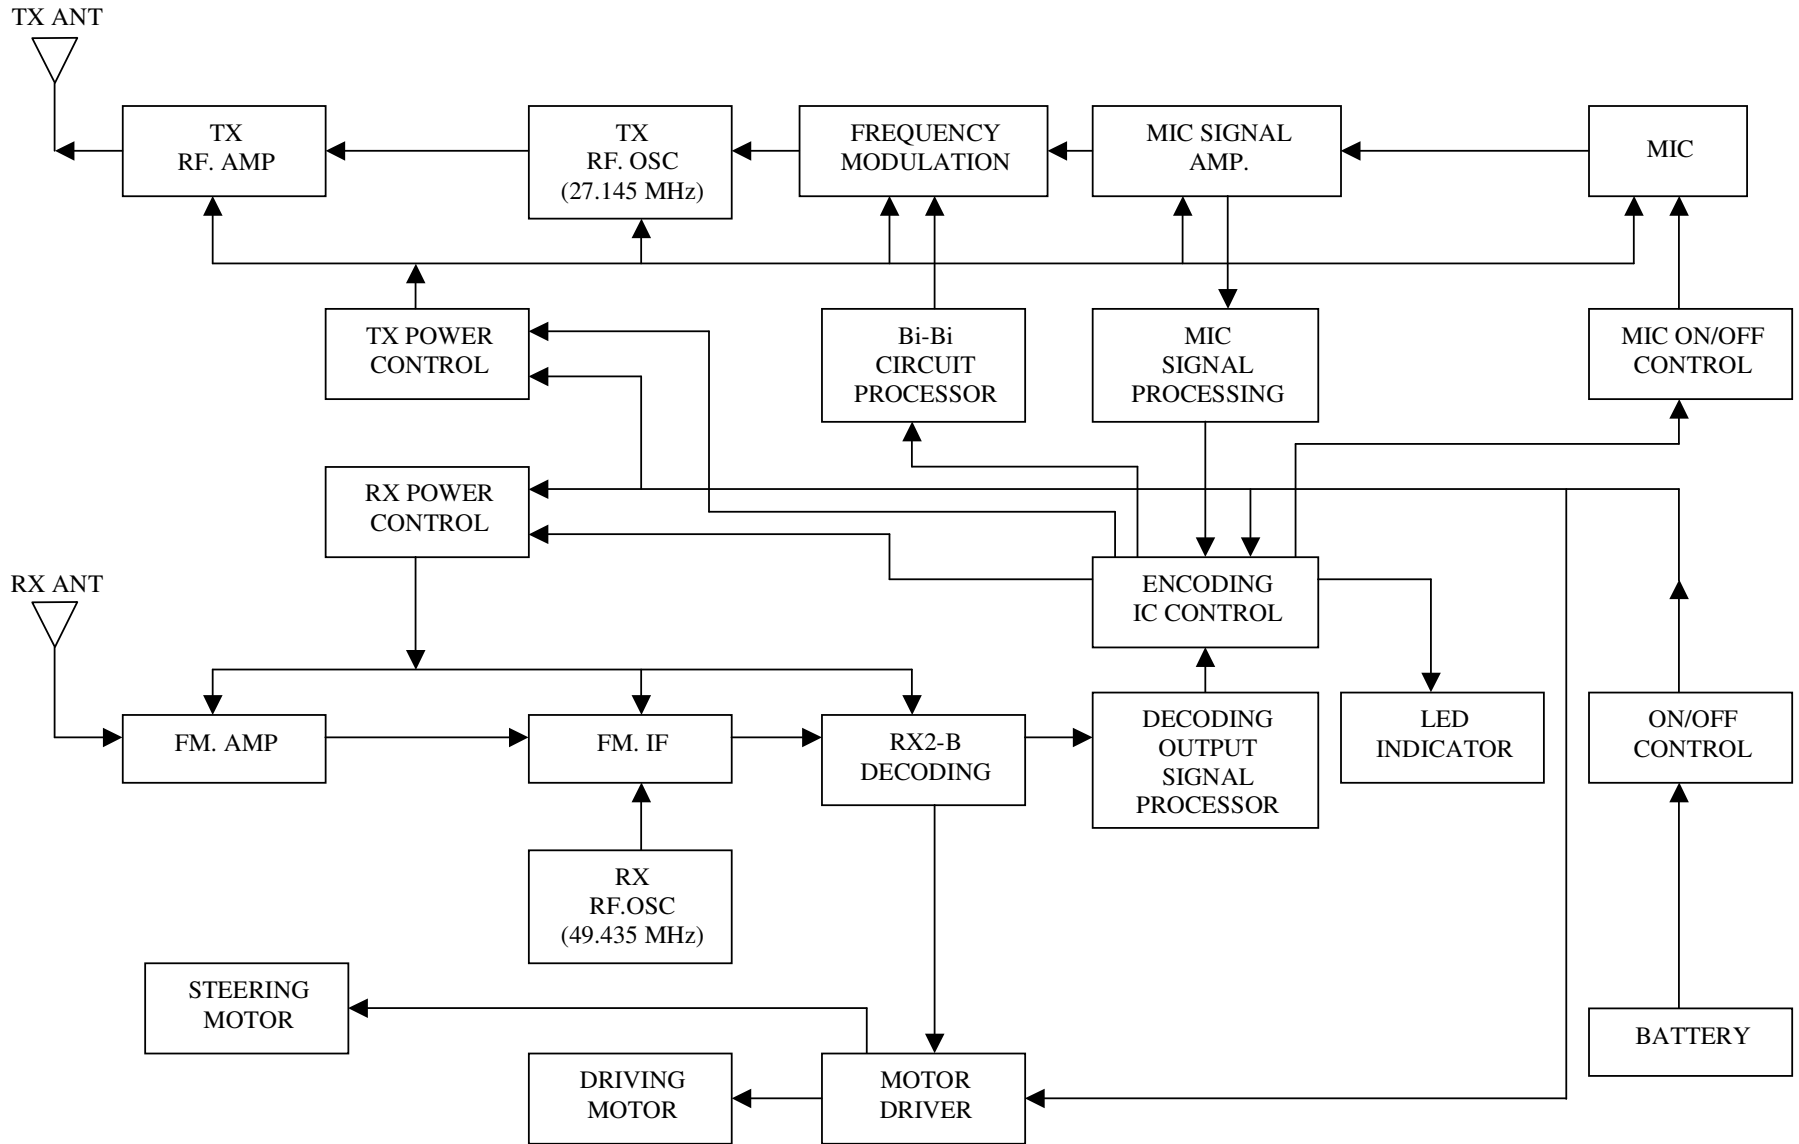 TX ANT
TX
RF. AMP
TX
RF. OSC
(27.145 MHz)
FREQUENCY
MODULATION
MIC SIGNAL
AMP.
MIC
TX POWER
CONTROL
Bi-Bi
CIRCUIT
PROCESSOR
MIC
SIGNAL
PROCESSING
MIC ON/OFF
CONTROL
RX POWER
CONTROL
RX ANT
ENCODING
IC CONTROL
FM. AMP
FM. IF
RX2-B
DECODING
DECODING
OUTPUT
SIGNAL
PROCESSOR
LED
INDICATOR
ON/OFF
CONTROL
RX
RF.OSC
(49.435 MHz)
STEERING
MOTOR
DRIVING
MOTOR
MOTOR
DRIVER
BATTERY